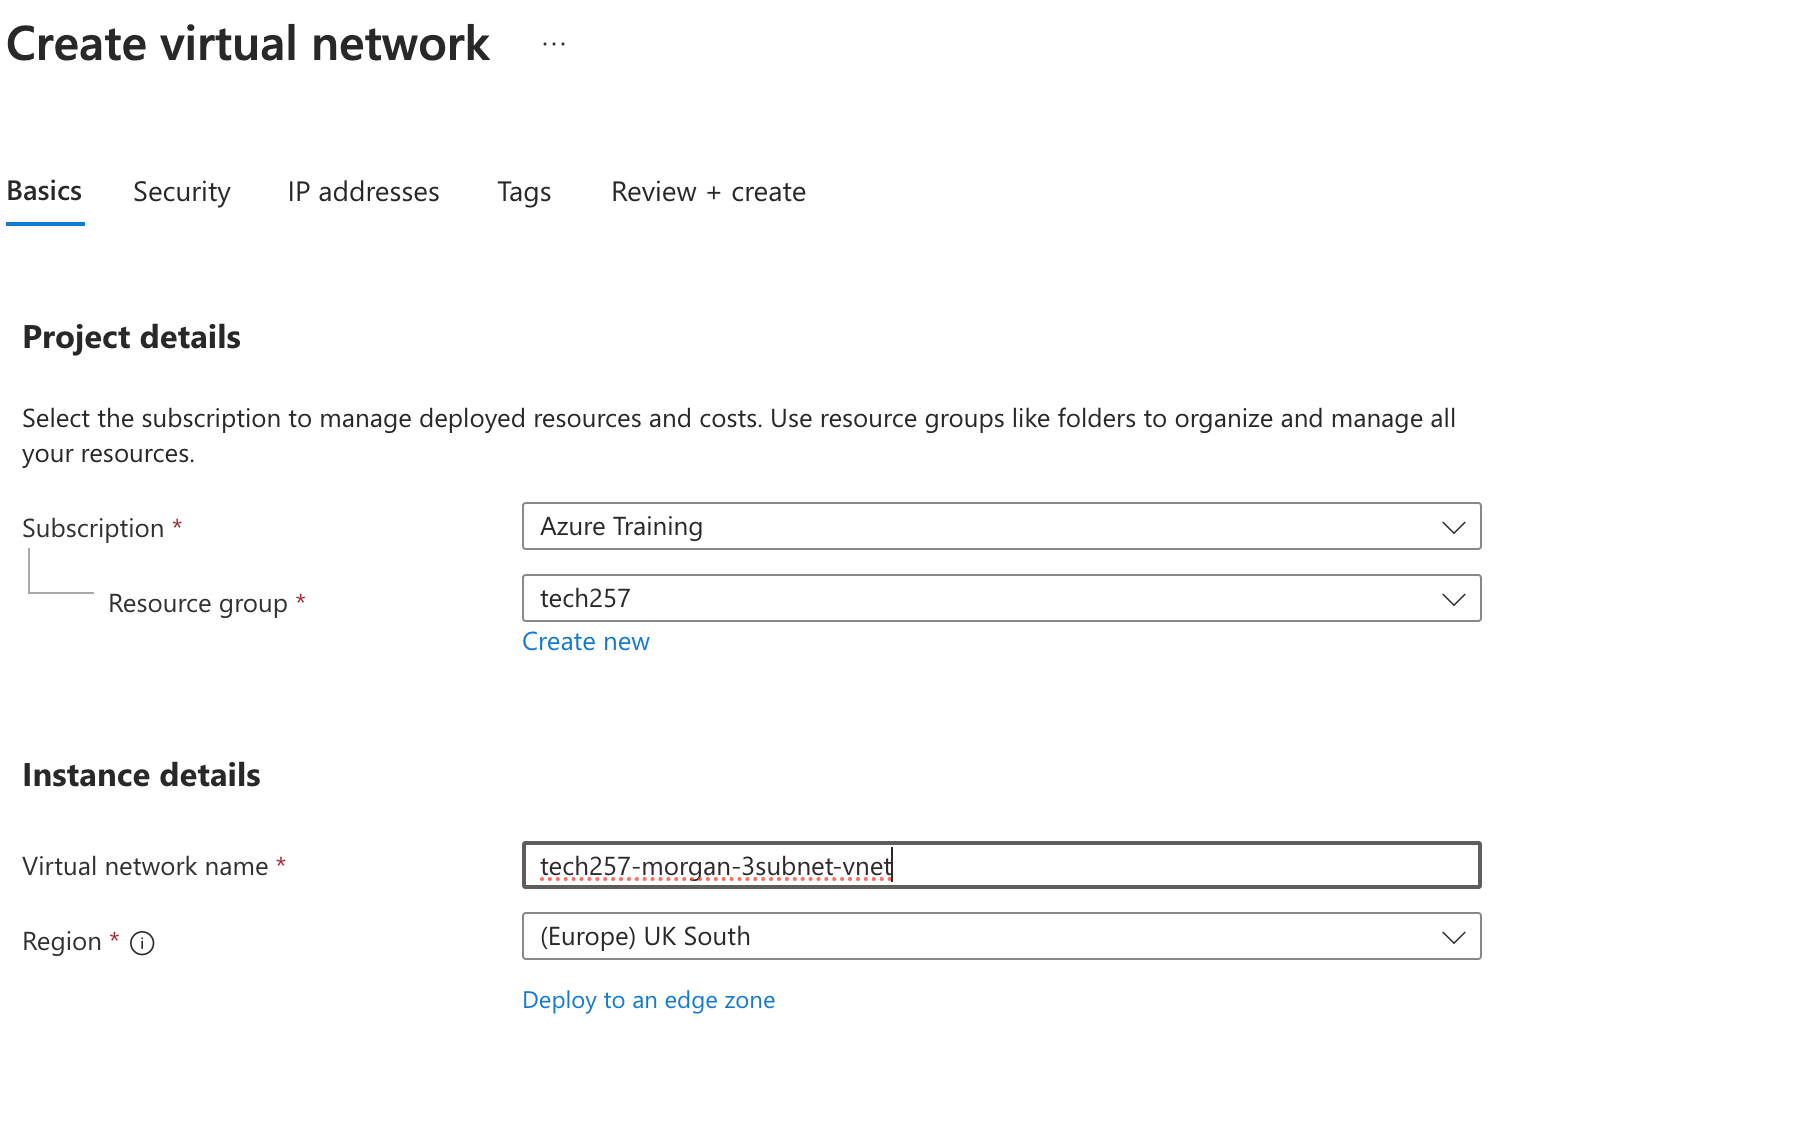 Create virtual network ...
Basics Security IP addresses Tags Review + create
Project details
Select the subscription to manage deployed resources and costs. Use resource groups like folders to organize and manage all
your resources.
Subscription * Azure Training
Resource group * tech257
Create new
Instance details
Virtual network name * tech257-morgan-3subnet-vnet
Region * (Europe) UK South
Deploy to an edge zone